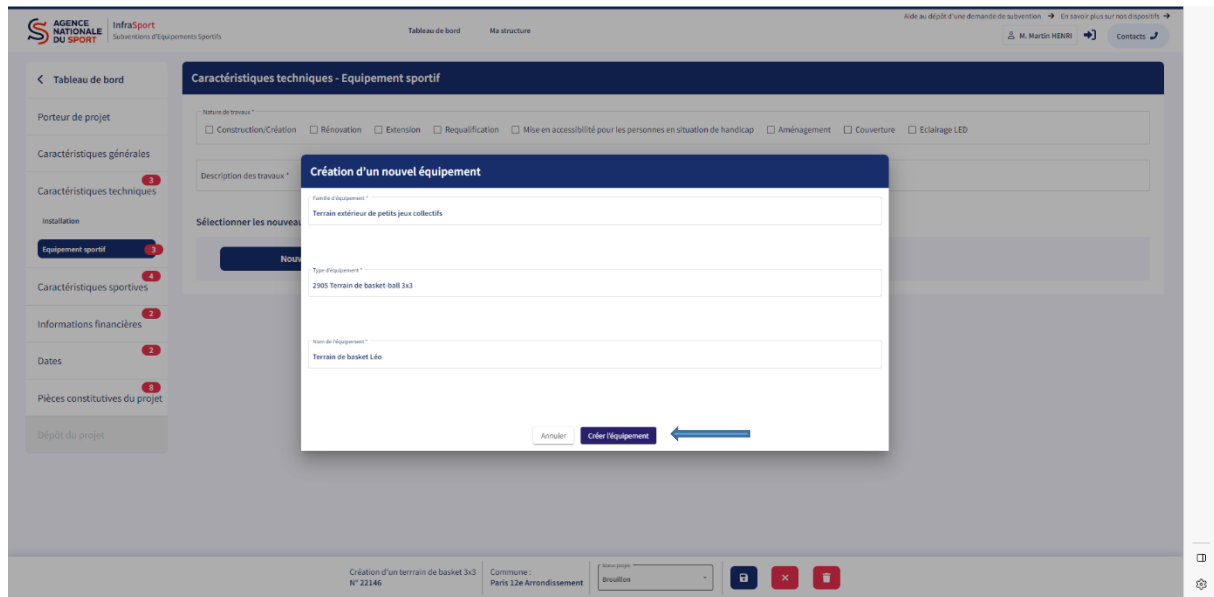 Aide au dépôt d'une demande de subvention → En savoir plus sur nos dispositifs →
AGENCE
NATIONALE
DU SPORT
InfraSport
Subventions d'Equipements Sportifs
Tableau de bord
Ma structure
M. Martin HENRI
Contacts
Tableau de bord
Porteur de projet
Caractéristiques générales
3
Caractéristiques techniques
Installation
Equipement sportif
3
4
Caractéristiques sportives
2
Informations financières
2
Dates
8
Pièces constitutives du projet
Dépôt du projet
Caractéristiques techniques - Equipement sportif
Nature de travaux *
Construction/Création
Rénovation
Extension
Requalification
Mise en accessibilité pour les personnes en situation de handicap
Aménagement
Couverture
Eclairage LED
Description des travaux *
Sélectionner les nouveau
Nouv
Création d'un nouvel équipement
Famille d'équipement *
Terrain extérieur de petits jeux collectifs
Type d'équipement *
2905 Terrain de basket-ball 3x3
Nom de l'équipement *
Terrain de basket Léo
Annuler
Créer l'équipement
Création d'un terrrain de basket 3x3
N° 22146
Commune :
Paris 12e Arrondissement
Statut projet
Brouillon